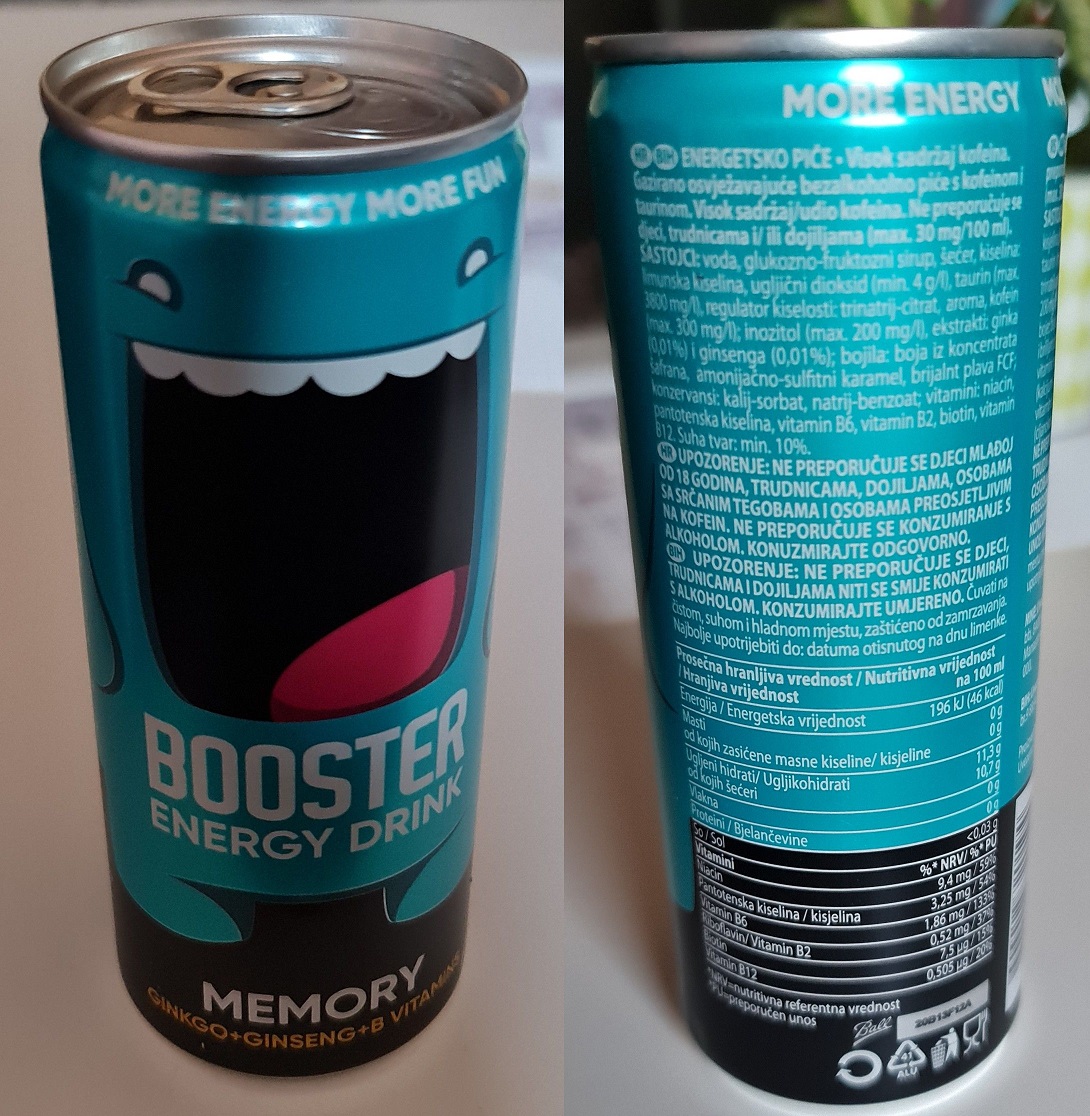 MORE ENERGY MORE FUN
BOOSTER
ENERGY DRINK
MEMORY
GINKGO+GINSENG+B VITAMINS
MORE ENERGY
HR BIH ENERGETSKO PIĆE • Visok sadržaj kofeina.
Gazirano osvježavajuće bezalkoholno piće s kofeinom i
taurinom. Visok sadržaj/udio kofeina. Ne preporučuje se
djeci, trudnicama i/ ili dojiljama (max. 30 mg/100 ml).
SASTOJCI: voda, glukozno-fruktozni sirup, šećer, kiselina:
limunska kiselina, ugljični dioksid (min. 4 g/l), taurin (max.
3800 mg/l), regulator kiselosti: trinatrij-citrat, aroma, kofein
(max. 300 mg/l); inozitol (max. 200 mg/l), ekstrakti: ginka
(0,01%) i ginsenga (0,01%); bojila: boja iz koncentrata
šafrana, amonijačno-sulfitni karamel, brijalnt plava FCF;
konzervansi: kalij-sorbat, natrij-benzoat; vitamini: niacin,
pantotenska kiselina, vitamin B6, vitamin B2, biotin, vitamin
B12. Suha tvar: min. 10%.
HR UPOZORENJE: NE PREPORUČUJE SE DJECI MLAĐOJ
OD 18 GODINA, TRUDNICAMA, DOJILJAMA, OSOBAMA
SA SRČANIM TEGOBAMA I OSOBAMA PREOSJETLJIVIM
NA KOFEIN. NE PREPORUČUJE SE KONZUMIRANJE S
ALKOHOLOM. KONUZMIRAJTE ODGOVORNO.
BIH UPOZORENJE: NE PREPORUČUJE SE DJECI,
TRUDNICAMA I DOJILJAMA NITI SE SMIJE KONZUMIRATI
S ALKOHOLOM. KONZUMIRAJTE UMJERENO. Čuvati na
čistom, suhom i hladnom mjestu, zaštićeno od zamrzavanja.
Najbolje upotrijebiti do: datuma otisnutog na dnu limenke.
Prosečna hranljiva vrednost / Nutritivna vrijednost
/Hranjiva vrijednost na 100 ml
Energija / Energetska vrijednost 196 kJ (46 kcal)
Masti 0 g
od kojih zasićene masne kiseline/ kisjeline 0 g
Ugljeni hidrati/ Ugljikohidrati 11,3 g
od kojih šećeri 10,7 g
Vlakna 0 g
Proteini / Bjelančevine 0 g
So / Sol <0,03 g
Vitamini %* NRV/ %* PU
Niacin 9,4 mg / 59%
Pantotenska kiselina / kisjelina 3,25 mg / 54%
Vitamin B6 1,86 mg / 133%
Riboflavin/ Vitamin B2 0,52 mg / 37%
Biotin 7,5 µg / 15%
Vitamin B12 0,505 µg / 20%
*NRV=nutritivna referentna vrednost
*PU=preporučen unos
Ball
20B13F12A
41
ALU